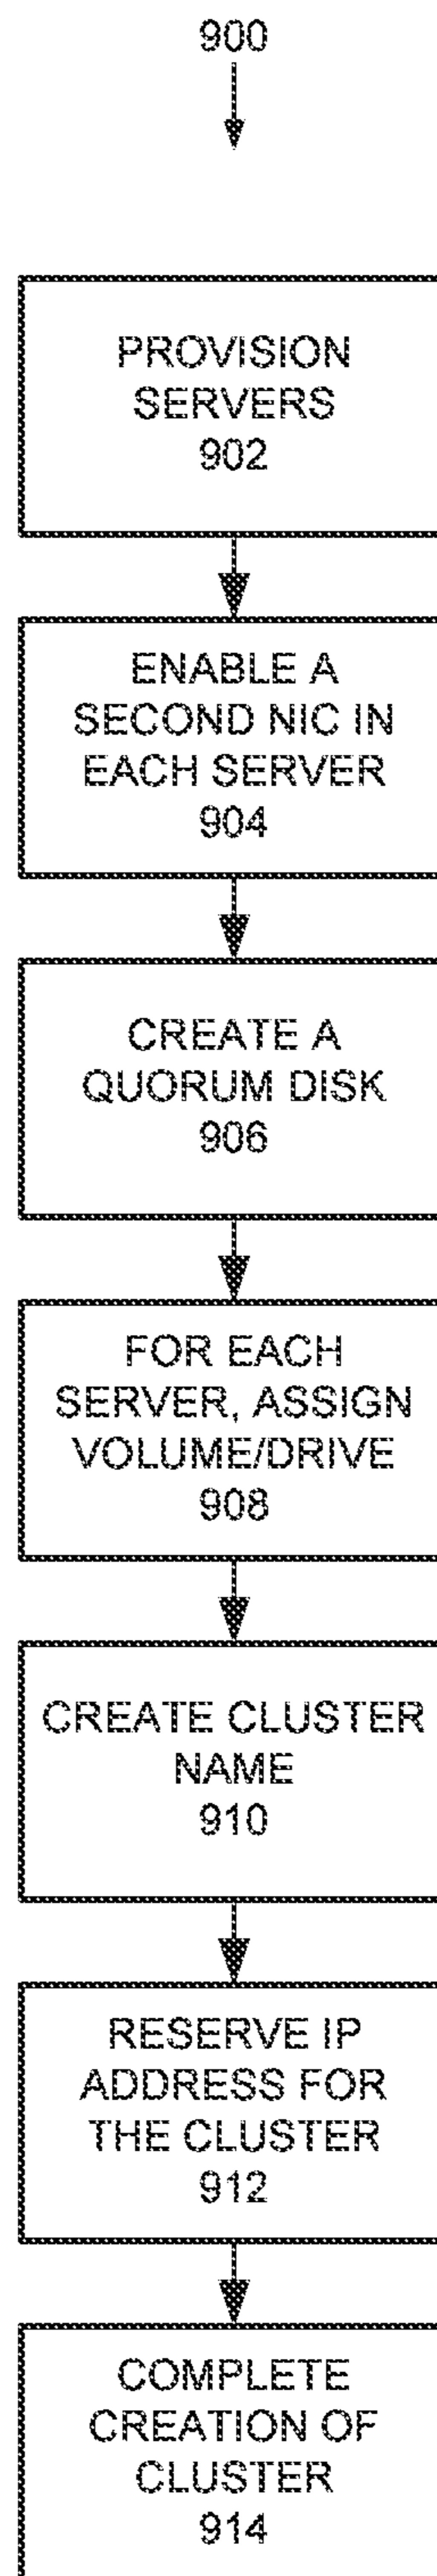 900
PROVISION
SERVERS
902
ENABLE A
SECOND NIC IN
EACH SERVER
904
CREATE A
QUORUM DISK
906
FOR EACH
SERVER, ASSIGN
VOLUME/DRIVE
908
CREATE CLUSTER
NAME
910
RESERVE IP
ADDRESS FOR
THE CLUSTER
912
COMPLETE
CREATION OF
CLUSTER
914